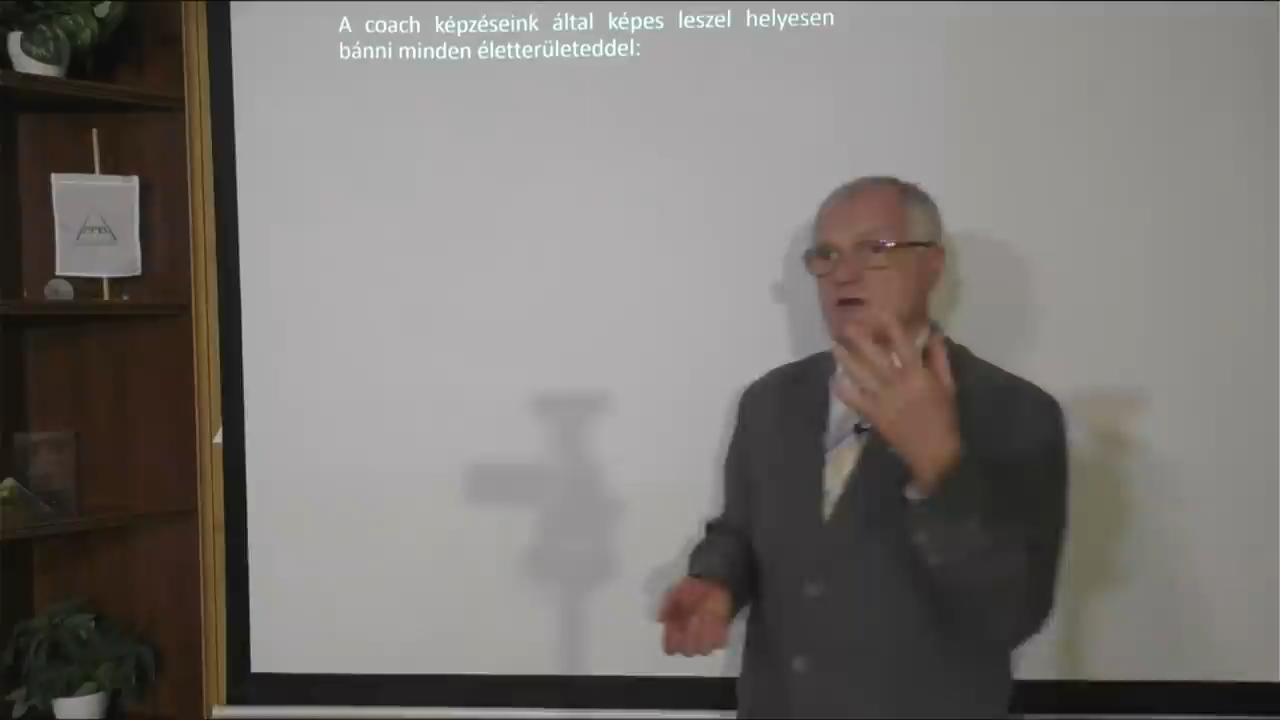 A coach képzéseink által képes leszel helyesen
bánni minden életterületeddel: